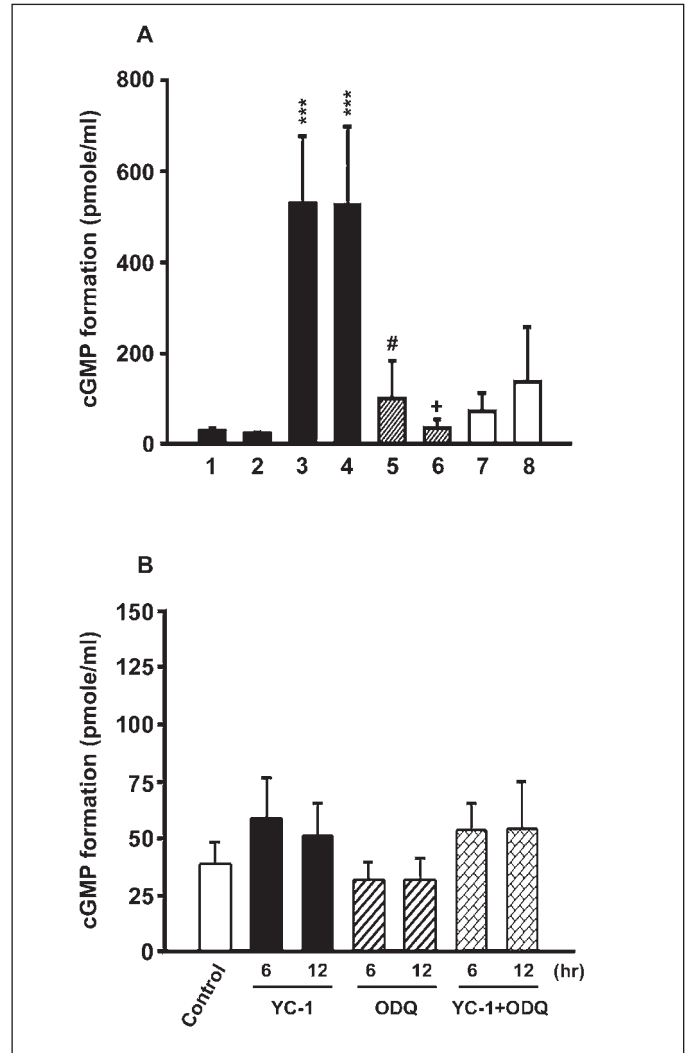 A
cGMP formation (pmole/ml)
800
600
400
200
0
***
***
#
+
1 2 3 4 5 6 7 8
B
cGMP formation (pmole/ml)
150
125
100
75
50
25
0
Control
6 12 6 12 6 12 (hr)
YC-1 ODQ YC-1+ODQ